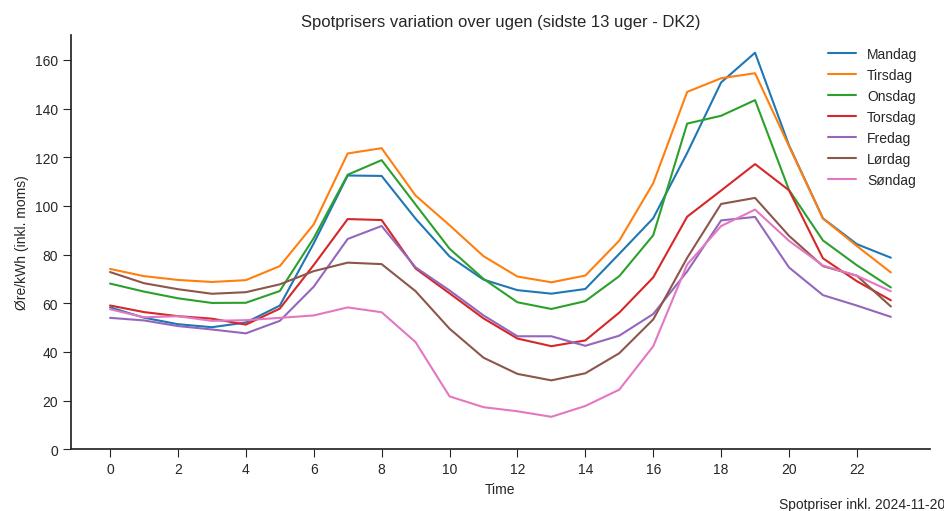 Spotprisers variation over ugen (sidste 13 uger - DK2)
Øre/kWh (inkl. moms)
160
140
120
100
80
60
40
20
0
Mandag
Tirsdag
Onsdag
Torsdag
Fredag
Lørdag
Søndag
0 2 4 6 8 10 12 14 16 18 20 22
Time
Spotpriser inkl. 2024-11-20